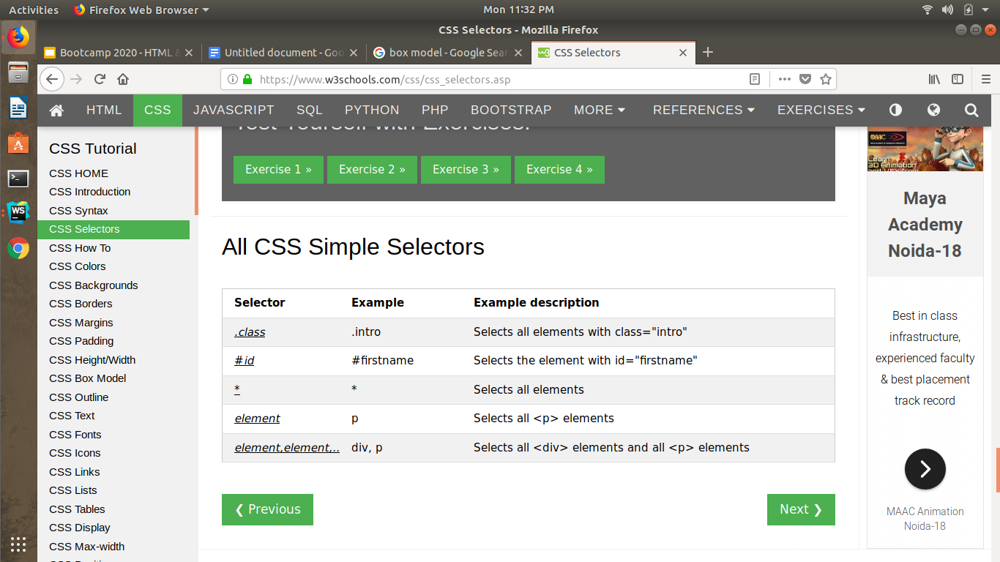 Activities Firefox Web Browser Mon 11:32 PM
CSS Selectors - Mozilla Firefox
Bootcamp 2020 - HTML & Untitled document - Goo box model - Google Sear CSS Selectors
https://www.w3schools.com/css/css_selectors.asp
HTML CSS JAVASCRIPT SQL PYTHON PHP BOOTSTRAP MORE REFERENCES EXERCISES
CSS Tutorial
CSS HOME
CSS Introduction
CSS Syntax
CSS Selectors
CSS How To
CSS Colors
CSS Backgrounds
CSS Borders
CSS Margins
CSS Padding
CSS Height/Width
CSS Box Model
CSS Outline
CSS Text
CSS Fonts
CSS Icons
CSS Links
CSS Lists
CSS Tables
CSS Display
CSS Max-width
Test Yourself with Exercises!
Exercise 1 » Exercise 2 » Exercise 3 » Exercise 4 »
All CSS Simple Selectors
Selector Example Example description
.class .intro Selects all elements with class="intro"
#id #firstname Selects the element with id="firstname"
* * Selects all elements
element p Selects all <p> elements
element,element,.. div, p Selects all <div> elements and all <p> elements
❮ Previous Next ❯
MAAC
Learn
3D Animation
and VFX from
Maya
Academy
Noida-18
Best in class
infrastructure,
experienced faculty
& best placement
track record
MAAC Animation
Noida-18